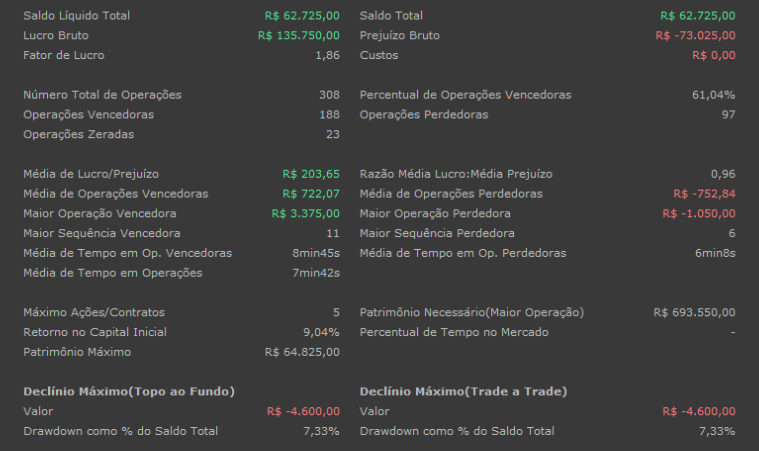 Saldo Líquido Total R$ 62.725,00 Saldo Total R$ 62.725,00
Lucro Bruto R$ 135.750,00 Prejuízo Bruto R$ -73.025,00
Fator de Lucro 1,86 Custos R$ 0,00
Número Total de Operações 308 Percentual de Operações Vencedoras 61,04%
Operações Vencedoras 188 Operações Perdedoras 97
Operações Zeradas 23
Média de Lucro/Prejuízo R$ 203,65 Razão Média Lucro:Média Prejuízo 0,96
Média de Operações Vencedoras R$ 722,07 Média de Operações Perdedoras R$ -752,84
Maior Operação Vencedora R$ 3.375,00 Maior Operação Perdedora R$ -1.050,00
Maior Sequência Vencedora 11 Maior Sequência Perdedora 6
Média de Tempo em Op. Vencedoras 8min45s Média de Tempo em Op. Perdedoras 6min8s
Média de Tempo em Operações 7min42s
Máximo Ações/Contratos 5 Patrimônio Necessário(Maior Operação) R$ 693.550,00
Retorno no Capital Inicial 9,04% Percentual de Tempo no Mercado -
Patrimônio Máximo R$ 64.825,00
Declínio Máximo(Topo ao Fundo) Declínio Máximo(Trade a Trade)
Valor R$ -4.600,00 Valor R$ -4.600,00
Drawdown como % do Saldo Total 7,33% Drawdown como % do Saldo Total 7,33%